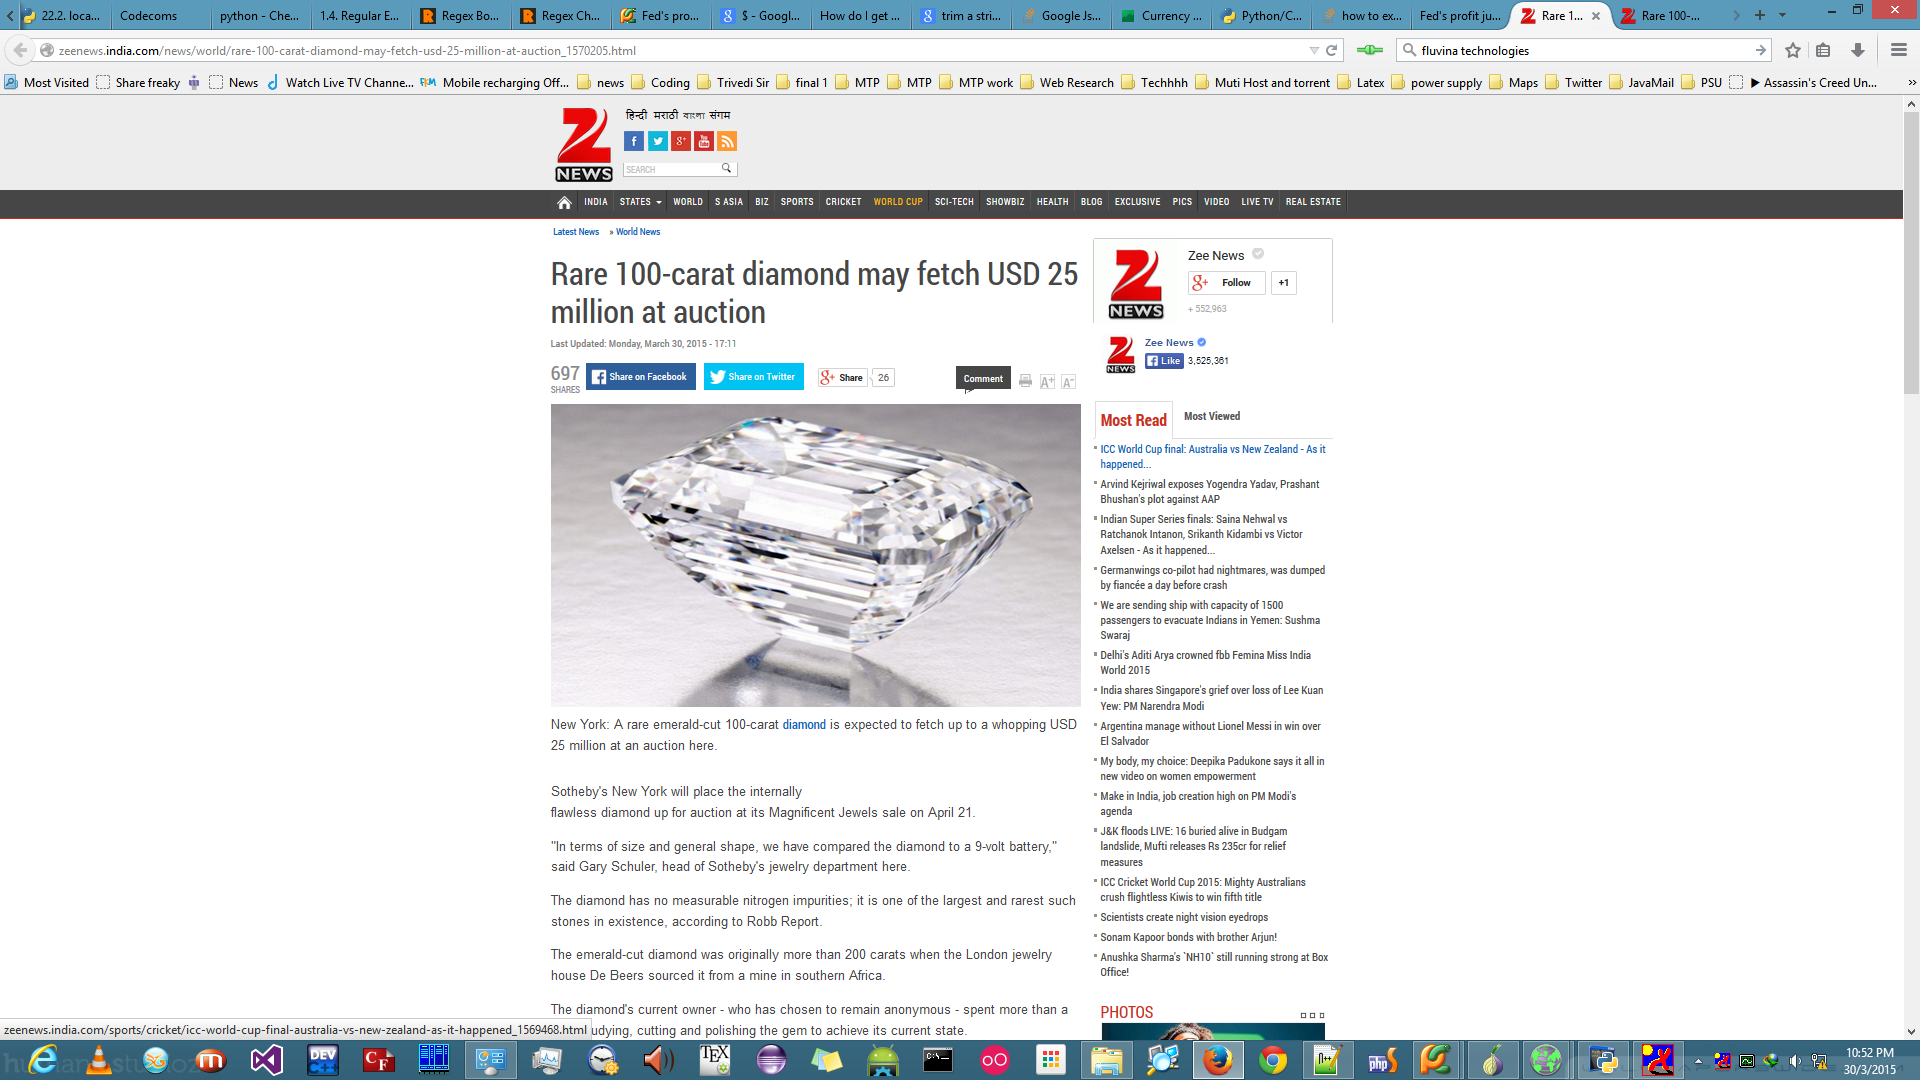 22.2. loca...
Codecoms
python - Che...
1.4. Regular E...
Regex Bo...
Regex Ch...
Fed's pro...
$ - Googl...
How do I get ...
trim a stri...
Google Js...
Currency ...
Python/C...
how to ex...
Fed's profit ju...
Rare 1...
Rare 100-...
zeenews.india.com/news/world/rare-100-carat-diamond-may-fetch-usd-25-million-at-auction_1570205.html
fluvina technologies
Most Visited
Share freaky
News
Watch Live TV Channe...
Mobile recharging Off...
news
Coding
Trivedi Sir
final 1
MTP
MTP
MTP work
Web Research
Techhhh
Muti Host and torrent
Latex
power supply
Maps
Twitter
JavaMail
PSU
Assassin's Creed Un...
Z
NEWS
हिन्दी मराठी বাংলা संगम
SEARCH
INDIA STATES WORLD S ASIA BIZ SPORTS CRICKET WORLD CUP SCI-TECH SHOWBIZ HEALTH BLOG EXCLUSIVE PICS VIDEO LIVE TV REAL ESTATE
Latest News » World News
Rare 100-carat diamond may fetch USD 25
million at auction
Last Updated: Monday, March 30, 2015 - 17:11
697
SHARES
Share on Facebook
Share on Twitter
g+ Share 26
Comment
A+ A-
New York: A rare emerald-cut 100-carat diamond is expected to fetch up to a whopping USD
25 million at an auction here.
Sotheby's New York will place the internally
flawless diamond up for auction at its Magnificent Jewels sale on April 21.
"In terms of size and general shape, we have compared the diamond to a 9-volt battery,"
said Gary Schuler, head of Sotheby's jewelry department here.
The diamond has no measurable nitrogen impurities; it is one of the largest and rarest such
stones in existence, according to Robb Report.
The emerald-cut diamond was originally more than 200 carats when the London jewelry
house De Beers sourced it from a mine in southern Africa.
The diamond's current owner - who has chosen to remain anonymous - spent more than a
udying, cutting and polishing the gem to achieve its current state.
Zee News
g+ Follow +1
+ 552,963
NEWS
Zee News
Like 3,525,361
NEWS
Most Read
Most Viewed
ICC World Cup final: Australia vs New Zealand - As it
happened...
Arvind Kejriwal exposes Yogendra Yadav, Prashant
Bhushan's plot against AAP
Indian Super Series finals: Saina Nehwal vs
Ratchanok Intanon, Srikanth Kidambi vs Victor
Axelsen - As it happened...
Germanwings co-pilot had nightmares, was dumped
by fiancée a day before crash
We are sending ship with capacity of 1500
passengers to evacuate Indians in Yemen: Sushma
Swaraj
Delhi's Aditi Arya crowned fbb Femina Miss India
World 2015
India shares Singapore's grief over loss of Lee Kuan
Yew: PM Narendra Modi
Argentina manage without Lionel Messi in win over
El Salvador
My body, my choice: Deepika Padukone says it all in
new video on women empowerment
Make in India, job creation high on PM Modi's
agenda
J&K floods LIVE: 16 buried alive in Budgam
landslide, Mufti releases Rs 235cr for relief
measures
ICC Cricket World Cup 2015: Mighty Australians
crush flightless Kiwis to win fifth title
Scientists create night vision eyedrops
Sonam Kapoor bonds with brother Arjun!
Anushka Sharma's `NH10` still running strong at Box
Office!
PHOTOS
zeenews.india.com/sports/cricket/icc-world-cup-final-australia-vs-new-zealand-as-it-happened_1569468.html
DEV
C++
CF
TEX
C:\
php
10:52 PM
30/3/2015